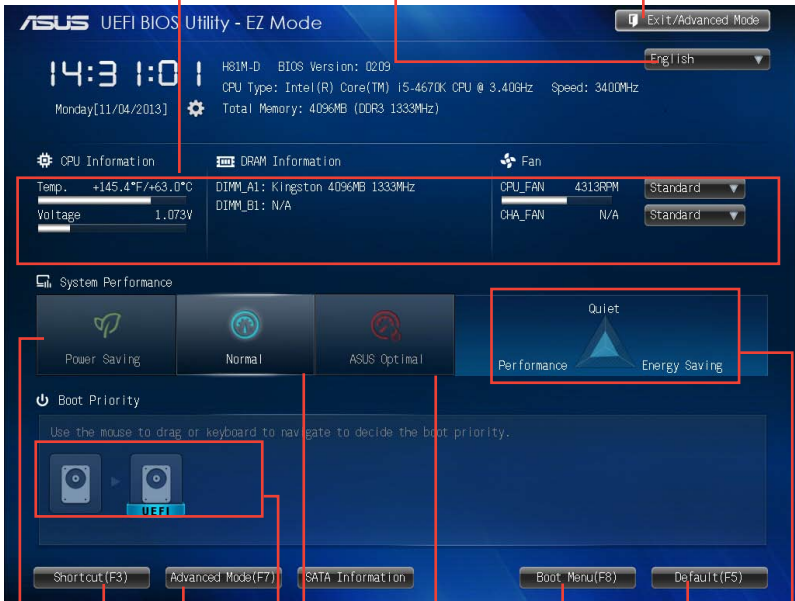 ASUS UEFI BIOS Utility - EZ Mode
Exit/Advanced Mode
English
14:31:01
Monday[11/04/2013]
H81M-D BIOS Version: 0209
CPU Type: Intel(R) Core(TM) i5-4670K CPU @ 3.40GHz Speed: 3400MHz
Total Memory: 4096MB (DDR3 1333MHz)
CPU Information
Temp. +145.4°F/+63.0°C
Voltage 1.073V
DRAM Information
DIMM_A1: Kingston 4096MB 1333MHz
DIMM_B1: N/A
Fan
CPU_FAN 4313RPM Standard
CHA_FAN N/A Standard
System Performance
Power Saving
Normal
ASUS Optimal
Quiet
Performance
Energy Saving
Boot Priority
Use the mouse to drag or keyboard to navigate to decide the boot priority.
UEFI
Shortcut(F3)
Advanced Mode(F7)
SATA Information
Boot Menu(F8)
Default(F5)